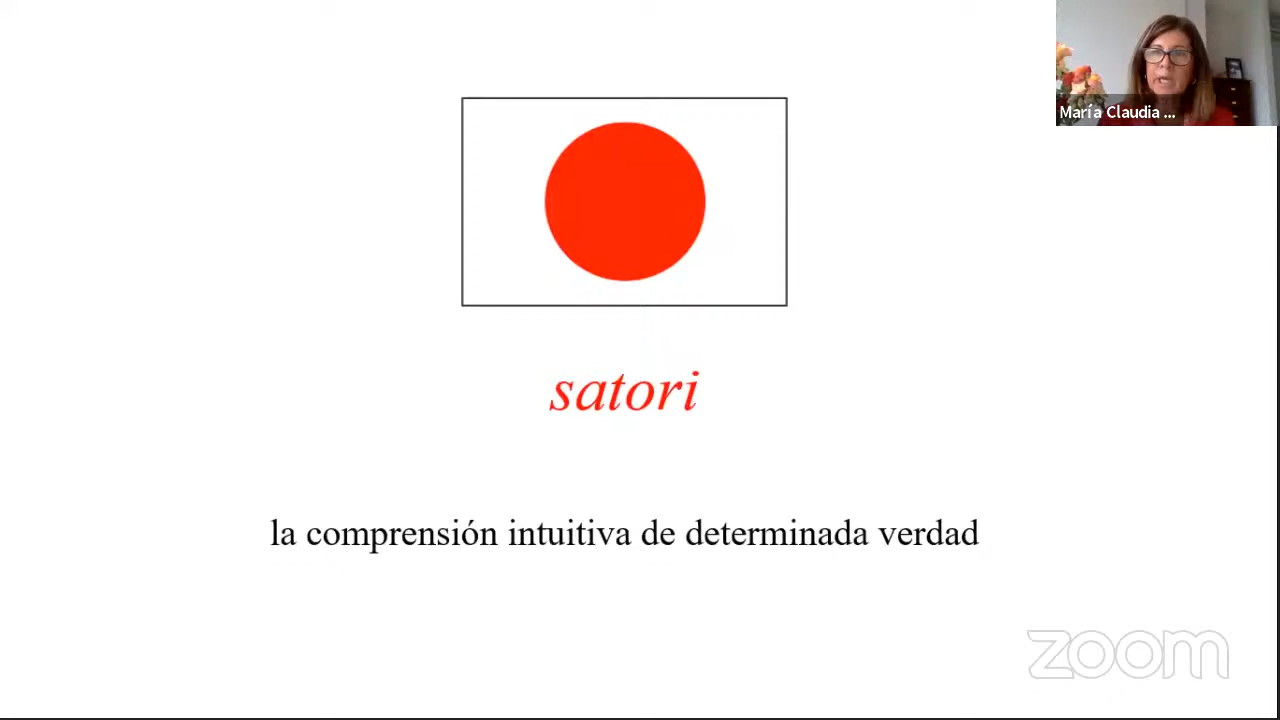 María Claudia ...
satori
la comprensión intuitiva de determinada verdad
zoom